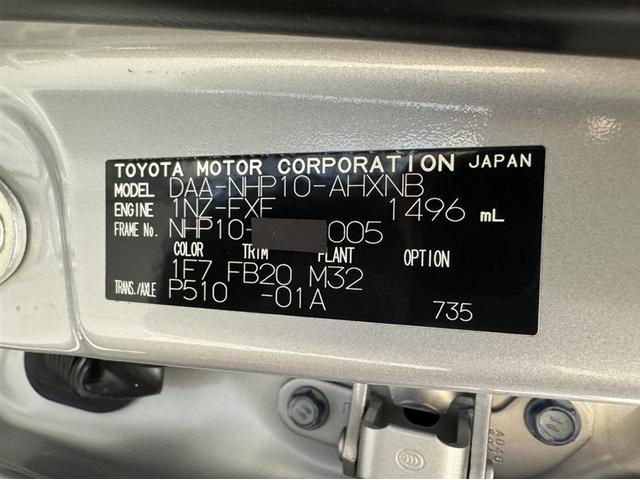 TOYOTA MOTOR CORPORATION JAPAN
MODEL DAA-NHP10-AHXNB
ENGINE 1NZ-FXE 1496 mL
FRAME No. NHP10- 005
COLOR TRIM PLANT OPTION
1F7 FB20 M32
TRANS./AXLE P510 -01A
735